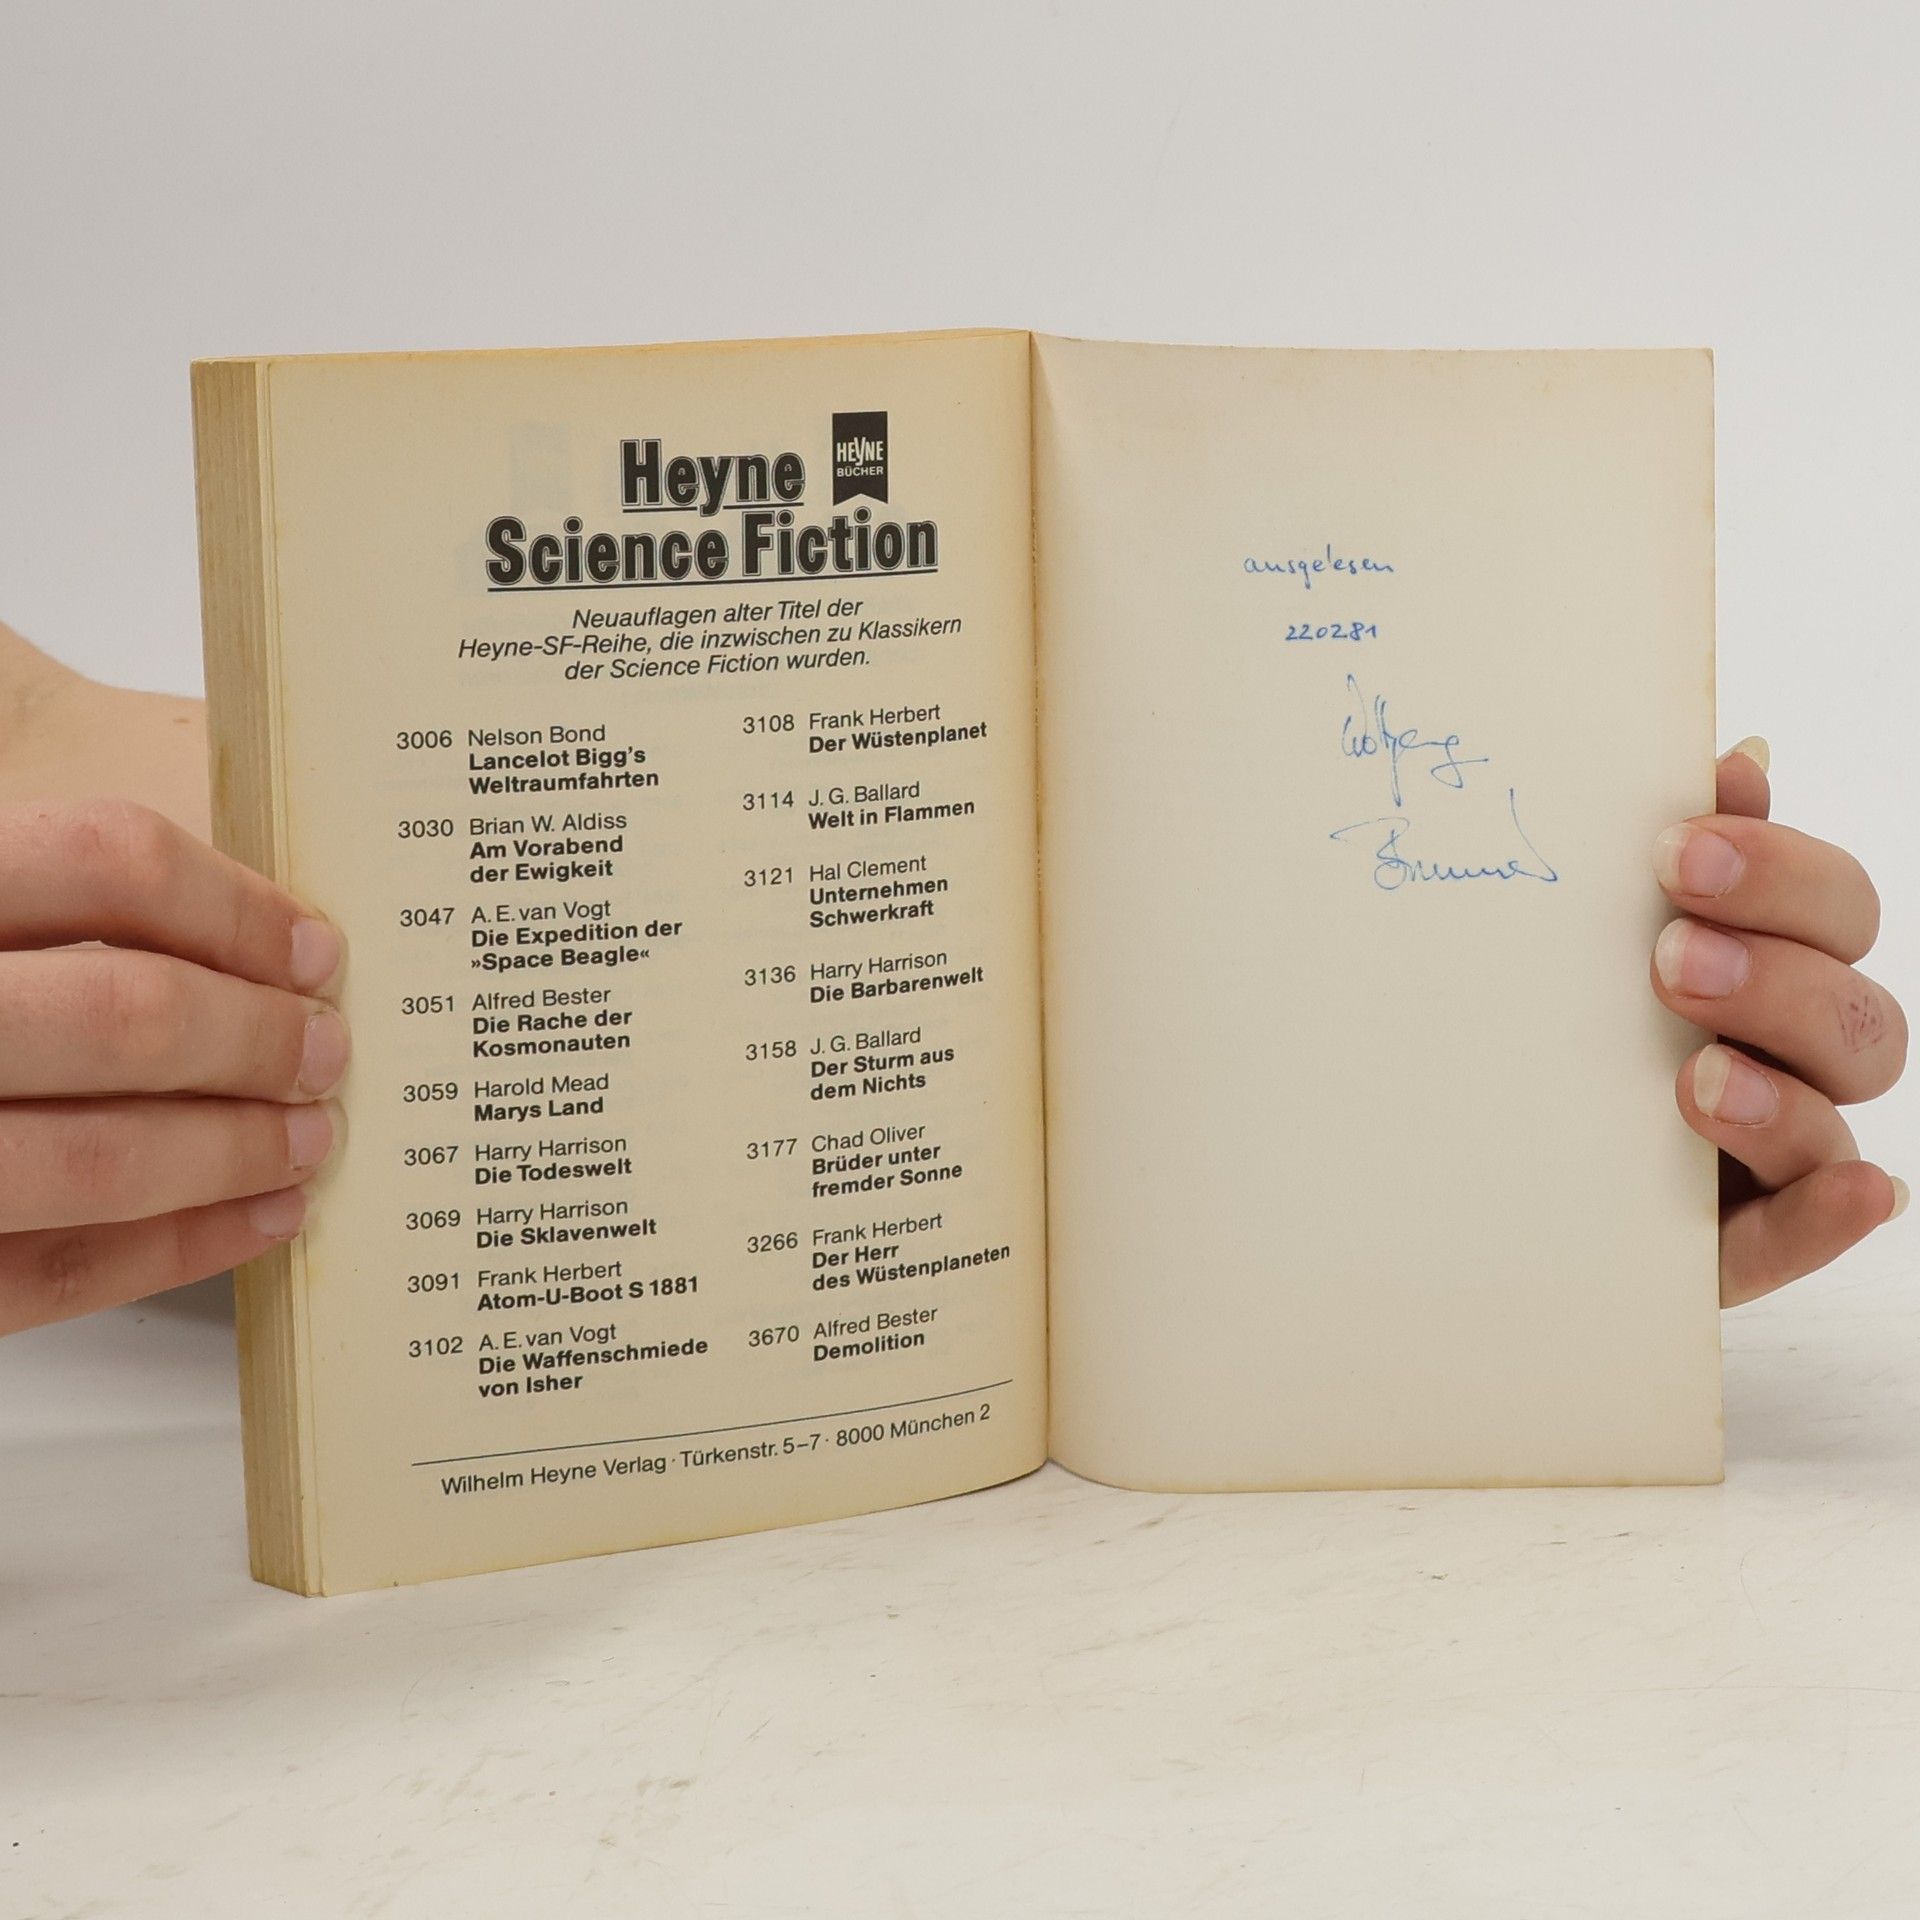 Heyne
HEYNE
BÜCHER
Science Fiction
Neuauflagen alter Titel der
Heyne-SF-Reihe, die inzwischen zu Klassikern
der Science Fiction wurden.
3006 Nelson Bond
Lancelot Bigg's
Weltraumfahrten
3030 Brian W. Aldiss
Am Vorabend
der Ewigkeit
3047 A. E. van Vogt
Die Expedition der
»Space Beagle«
3051 Alfred Bester
Die Rache der
Kosmonauten
3059 Harold Mead
Marys Land
3067 Harry Harrison
Die Todeswelt
3069 Harry Harrison
Die Sklavenwelt
3091 Frank Herbert
Atom-U-Boot S 1881
3102 A. E. van Vogt
Die Waffenschmiede
von Isher
3108 Frank Herbert
Der Wüstenplanet
3114 J. G. Ballard
Welt in Flammen
3121 Hal Clement
Unternehmen
Schwerkraft
3136 Harry Harrison
Die Barbarenwelt
3158 J. G. Ballard
Der Sturm aus
dem Nichts
3177 Chad Oliver
Brüder unter
fremder Sonne
3266 Frank Herbert
Der Herr
des Wüstenplaneten
3670 Alfred Bester
Demolition
Wilhelm Heyne Verlag · Türkenstr. 5–7 · 8000 München 2
ausgelesen
220281
Wolfgang